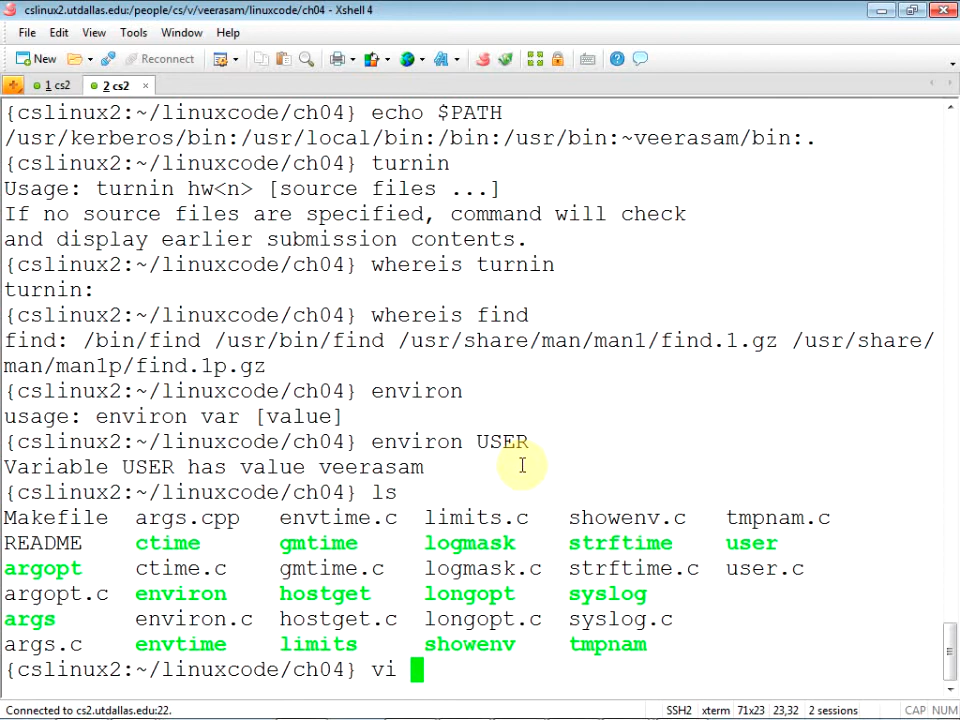 cslinux2.utdallas.edu:/people/cs/v/veerasam/linuxcode/ch04 - Xshell 4
File Edit View Tools Window Help
New Reconnect
1 cs2 2 cs2 ×
{cslinux2:~/linuxcode/ch04} echo $PATH
/usr/kerberos/bin:/usr/local/bin:/bin:/usr/bin:~veerasam/bin:.
{cslinux2:~/linuxcode/ch04} turnin
Usage: turnin hw<n> [source files ...]
If no source files are specified, command will check
and display earlier submission contents.
{cslinux2:~/linuxcode/ch04} whereis turnin
turnin:
{cslinux2:~/linuxcode/ch04} whereis find
find: /bin/find /usr/bin/find /usr/share/man/man1/find.1.gz /usr/share/
man/man1p/find.1p.gz
{cslinux2:~/linuxcode/ch04} environ
usage: environ var [value]
{cslinux2:~/linuxcode/ch04} environ USER
Variable USER has value veerasam
{cslinux2:~/linuxcode/ch04} ls
Makefile args.cpp envtime.c limits.c showenv.c tmpnam.c
README ctime gmtime logmask strftime user
argopt ctime.c gmtime.c logmask.c strftime.c user.c
argopt.c environ hostget longopt syslog
args environ.c hostget.c longopt.c syslog.c
args.c envtime limits showenv tmpnam
{cslinux2:~/linuxcode/ch04} vi
Connected to cs2.utdallas.edu:22. SSH2 xterm 71x23 23,32 2 sessions CAP NUM